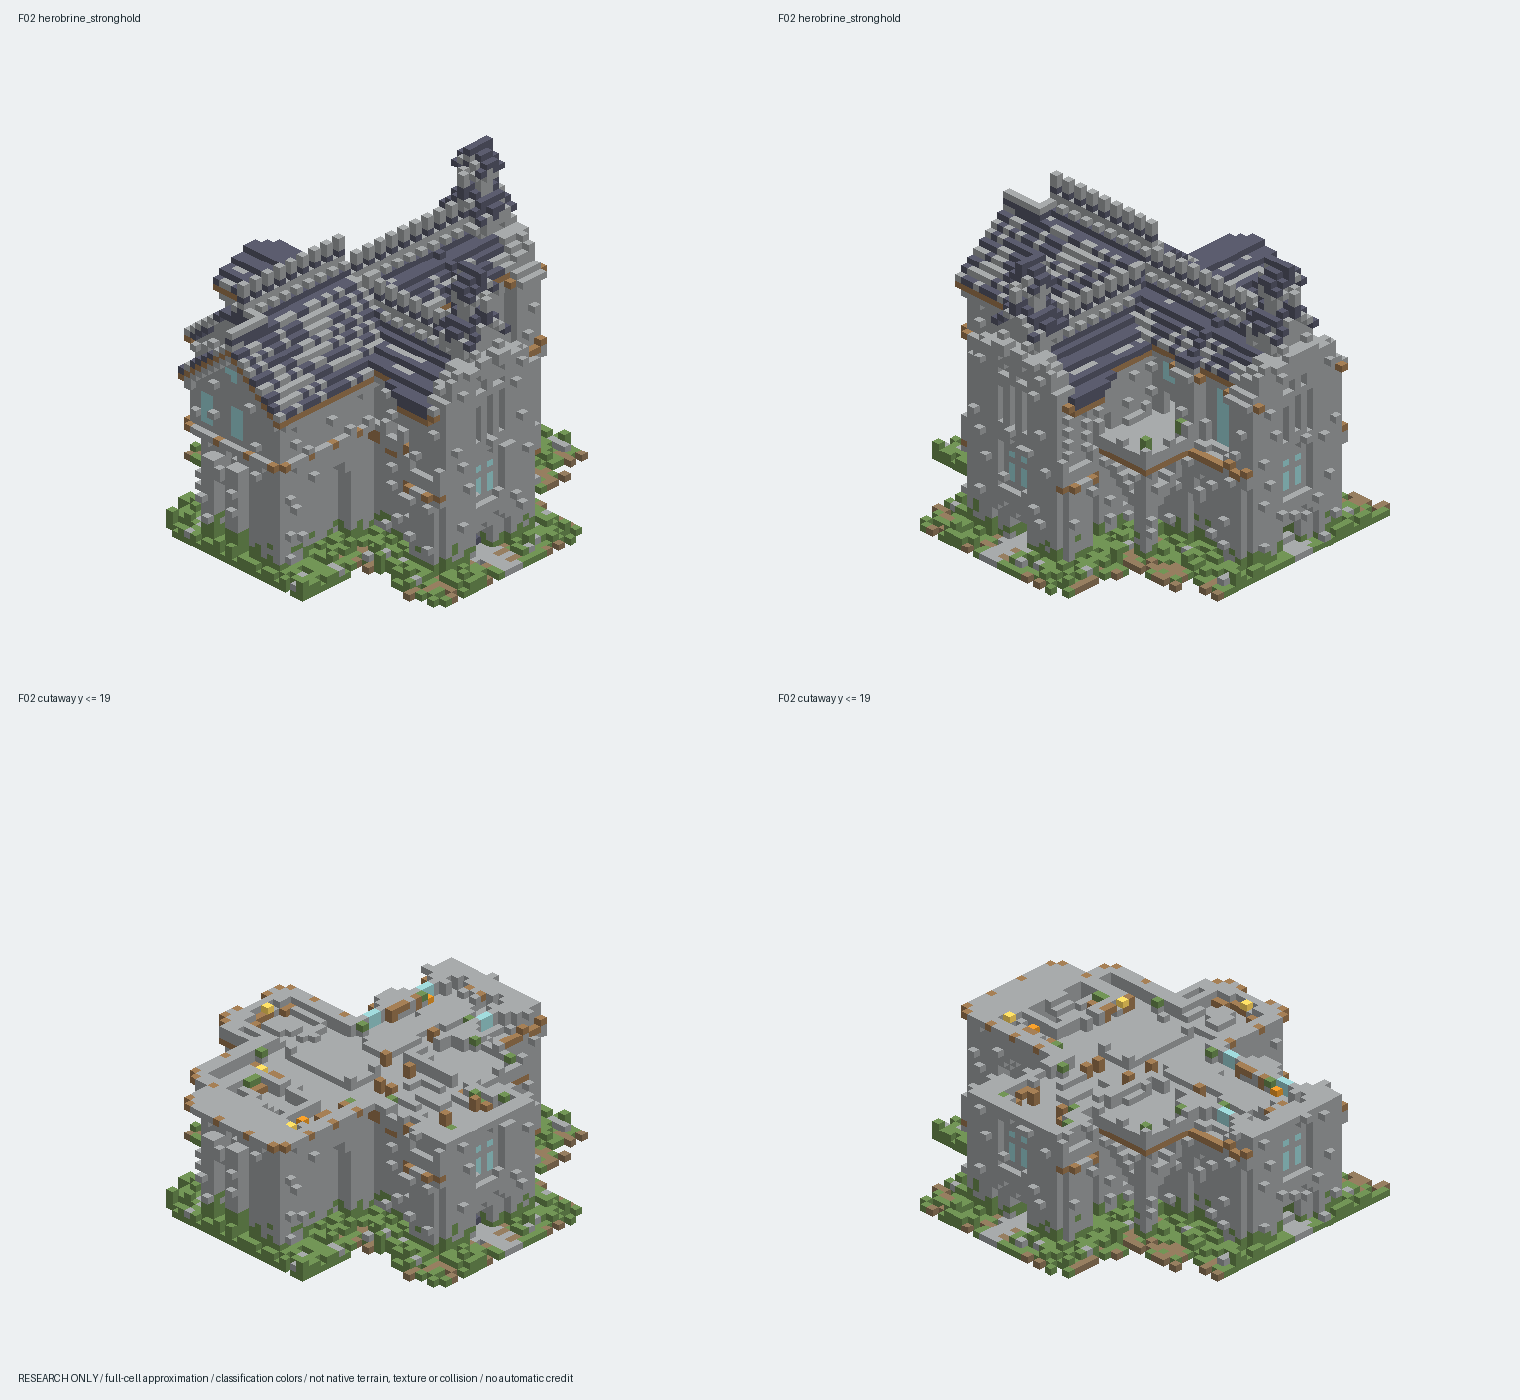 F02 herobrine_stronghold
F02 herobrine_stronghold
F02 cutaway y <= 19
F02 cutaway y <= 19
RESEARCH ONLY / full-cell approximation / classification colors / not native terrain, texture or collision / no automatic credit